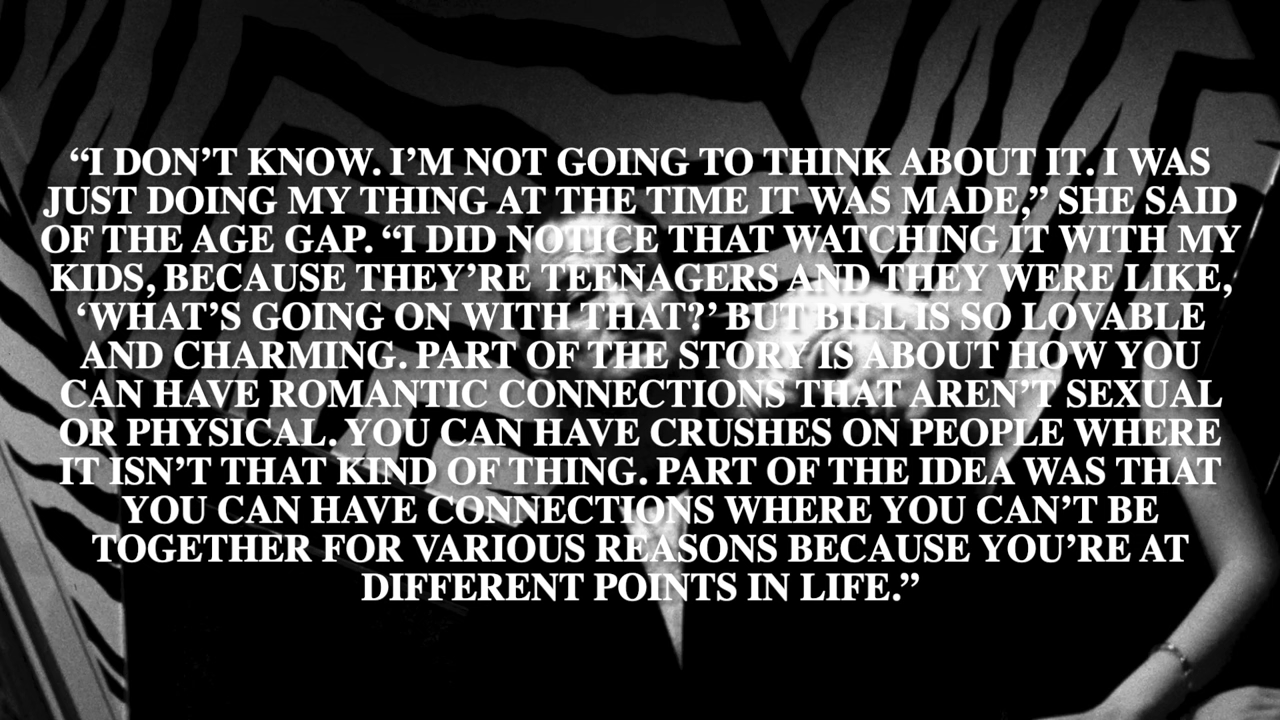 “I DON’T KNOW. I’M NOT GOING TO THINK ABOUT IT. I WAS
JUST DOING MY THING AT THE TIME IT WAS MADE,” SHE SAID
OF THE AGE GAP. “I DID NOTICE THAT WATCHING IT WITH MY
KIDS, BECAUSE THEY’RE TEENAGERS AND THEY WERE LIKE,
‘WHAT’S GOING ON WITH THAT?’ BUT BILL IS SO LOVABLE
AND CHARMING. PART OF THE STORY IS ABOUT HOW YOU
CAN HAVE ROMANTIC CONNECTIONS THAT AREN’T SEXUAL
OR PHYSICAL. YOU CAN HAVE CRUSHES ON PEOPLE WHERE
IT ISN’T THAT KIND OF THING. PART OF THE IDEA WAS THAT
YOU CAN HAVE CONNECTIONS WHERE YOU CAN’T BE
TOGETHER FOR VARIOUS REASONS BECAUSE YOU’RE AT
DIFFERENT POINTS IN LIFE.”